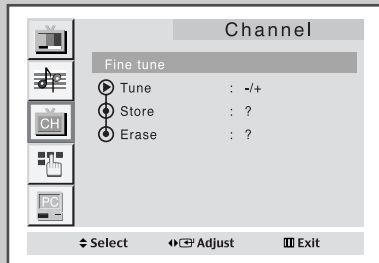 Channel
Fine tune
Tune : -/+
Store : ?
Erase : ?
CH
PC
Select Adjust Exit